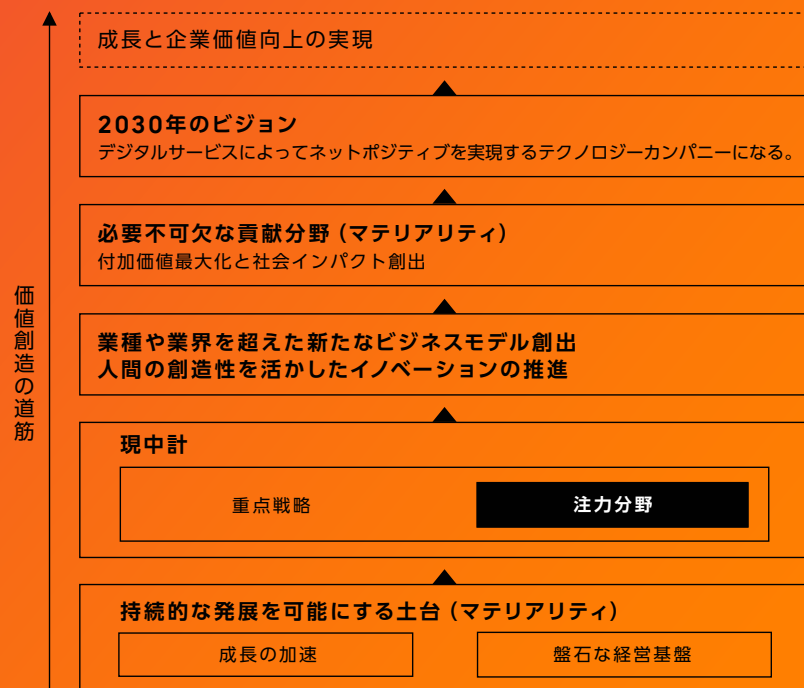 成長と企業価値向上の実現
2030年のビジョン
デジタルサービスによってネットポジティブを実現するテクノロジーカンパニーになる。
必要不可欠な貢献分野（マテリアリティ）
付加価値最大化と社会インパクト創出
価値創造の道筋
業種や業界を超えた新たなビジネスモデル創出
人間の創造性を活かしたイノベーションの推進
現中計
重点戦略
注力分野
持続的な発展を可能にする土台（マテリアリティ）
成長の加速
盤石な経営基盤